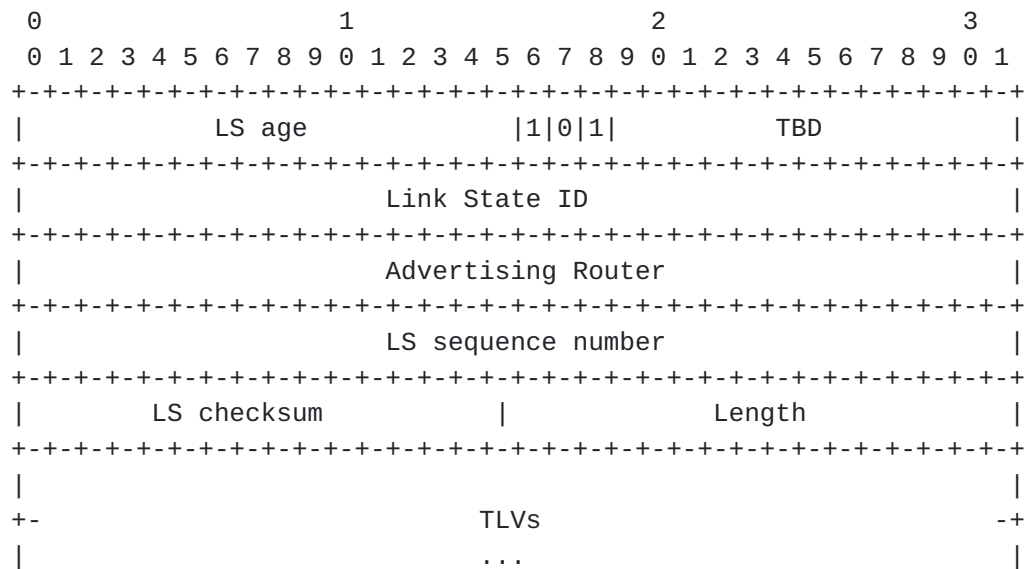 0                   1                   2                   3
 0 1 2 3 4 5 6 7 8 9 0 1 2 3 4 5 6 7 8 9 0 1 2 3 4 5 6 7 8 9 0 1
+-+-+-+-+-+-+-+-+-+-+-+-+-+-+-+-+-+-+-+-+-+-+-+-+-+-+-+-+-+-+-+-+
|            LS age             |1|0|1|          TBD            |
+-+-+-+-+-+-+-+-+-+-+-+-+-+-+-+-+-+-+-+-+-+-+-+-+-+-+-+-+-+-+-+-+
|                       Link State ID                           |
+-+-+-+-+-+-+-+-+-+-+-+-+-+-+-+-+-+-+-+-+-+-+-+-+-+-+-+-+-+-+-+-+
|                       Advertising Router                      |
+-+-+-+-+-+-+-+-+-+-+-+-+-+-+-+-+-+-+-+-+-+-+-+-+-+-+-+-+-+-+-+-+
|                       LS sequence number                      |
+-+-+-+-+-+-+-+-+-+-+-+-+-+-+-+-+-+-+-+-+-+-+-+-+-+-+-+-+-+-+-+-+
|        LS checksum           |             Length             |
+-+-+-+-+-+-+-+-+-+-+-+-+-+-+-+-+-+-+-+-+-+-+-+-+-+-+-+-+-+-+-+-+
|                                                               |
+-                            TLVs                             -+
|                             ...                               |